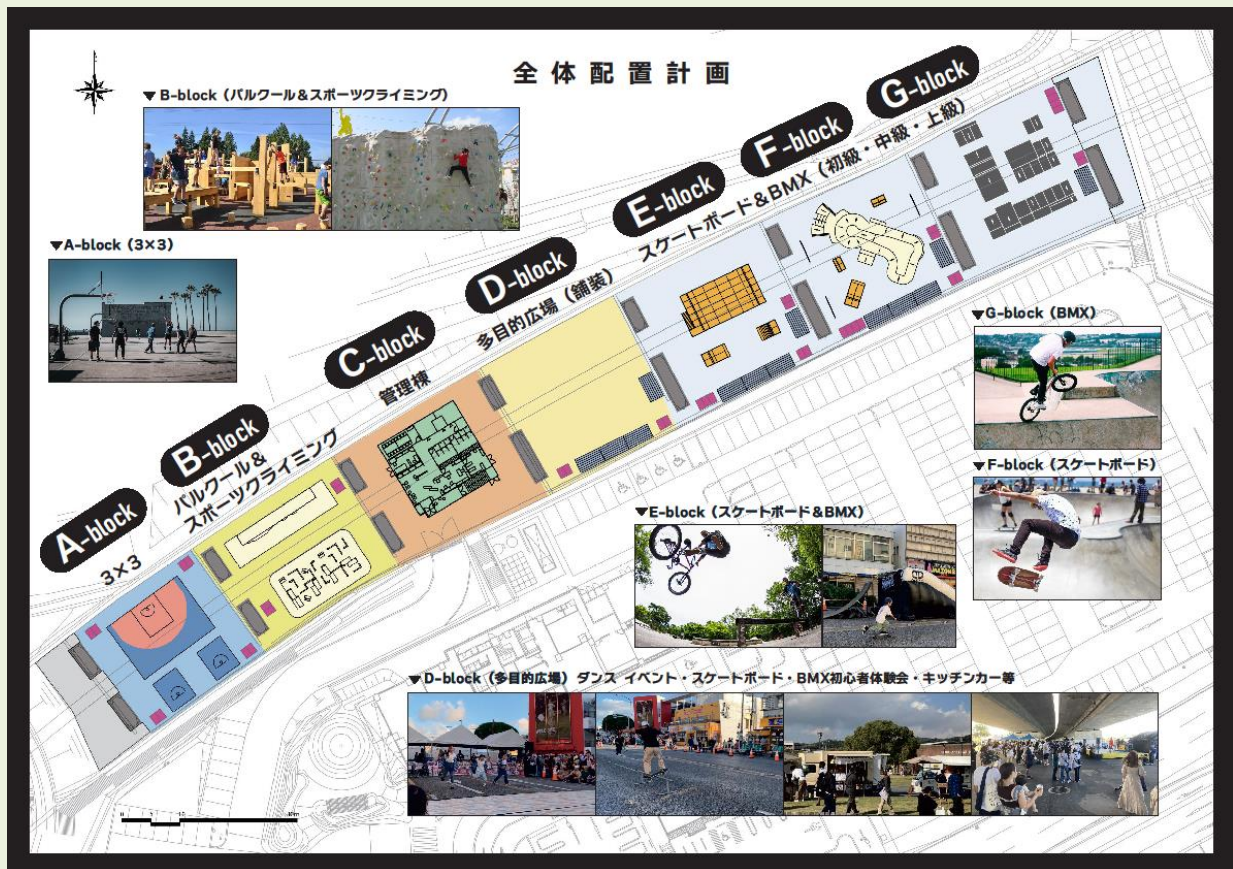 全体配置計画
▼B-block（パルクール＆スポーツクライミング）
▼A-block（3×3）
A-block
3×3
B-block
パルクール＆
スポーツクライミング
C-block
管理棟
D-block
多目的広場（舗装）
E-block
F-block
G-block
スケートボード＆BMX（初級・中級・上級）
▼G-block（BMX）
▼F-block（スケートボード）
▼E-block（スケートボード＆BMX）
▼D-block（多目的広場）ダンス イベント・スケートボード・BMX初心者体験会・キッチンカー等